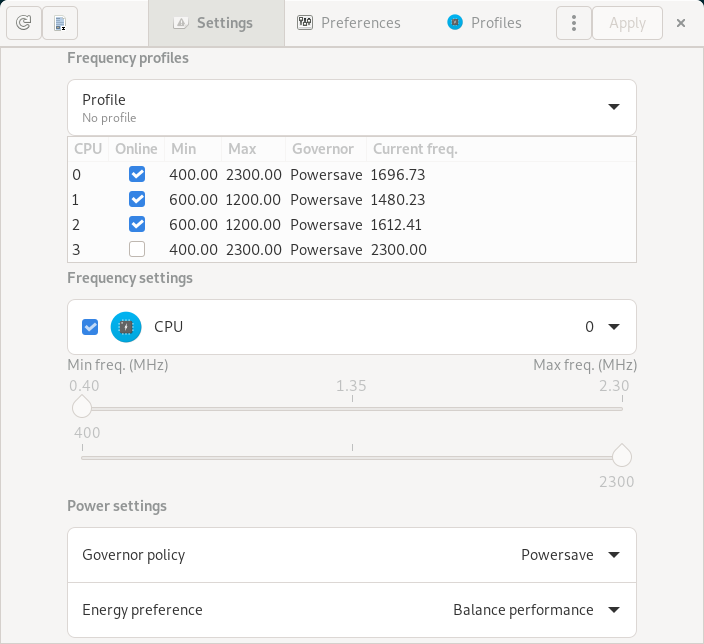 Settings Preferences Profiles Apply
Frequency profiles
Profile
No profile
CPU Online Min Max Governor Current freq.
0 400.00 2300.00 Powersave 1696.73
1 600.00 1200.00 Powersave 1480.23
2 600.00 1200.00 Powersave 1612.41
3 400.00 2300.00 Powersave 2300.00
Frequency settings
CPU 0
Min freq. (MHz) Max freq. (MHz)
0.40 1.35 2.30
400
2300
Power settings
Governor policy Powersave
Energy preference Balance performance